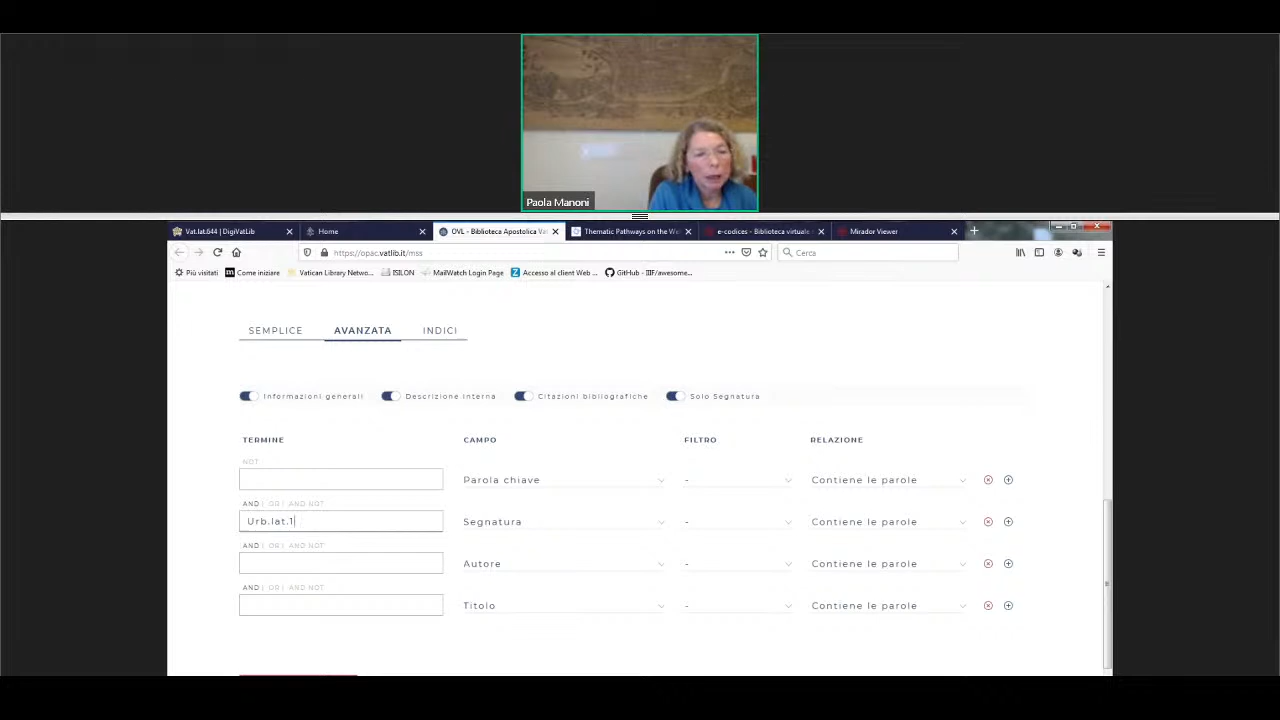 Paola Manoni
Vat.lat.644 | DigiVatLib
Home
OVL - Biblioteca Apostolica Vat
Thematic Pathways on the We
e-codices - Biblioteca virtuale
Mirador Viewer
https://opac.vatlib.it/mss
Cerca
Più visitati
Come iniziare
Vatican Library Netwo...
ISILON
MailWatch Login Page
Accesso al client Web ...
GitHub - IIIF/awesome...
SEMPLICE AVANZATA INDICI
Informazioni generali Descrizione interna Citazioni bibliografiche Solo Segnatura
TERMINE CAMPO FILTRO RELAZIONE
NOT
Parola chiave - Contiene le parole
AND | OR | AND NOT
Urb.lat.1 Segnatura - Contiene le parole
AND | OR | AND NOT
Autore - Contiene le parole
AND | OR | AND NOT
Titolo - Contiene le parole